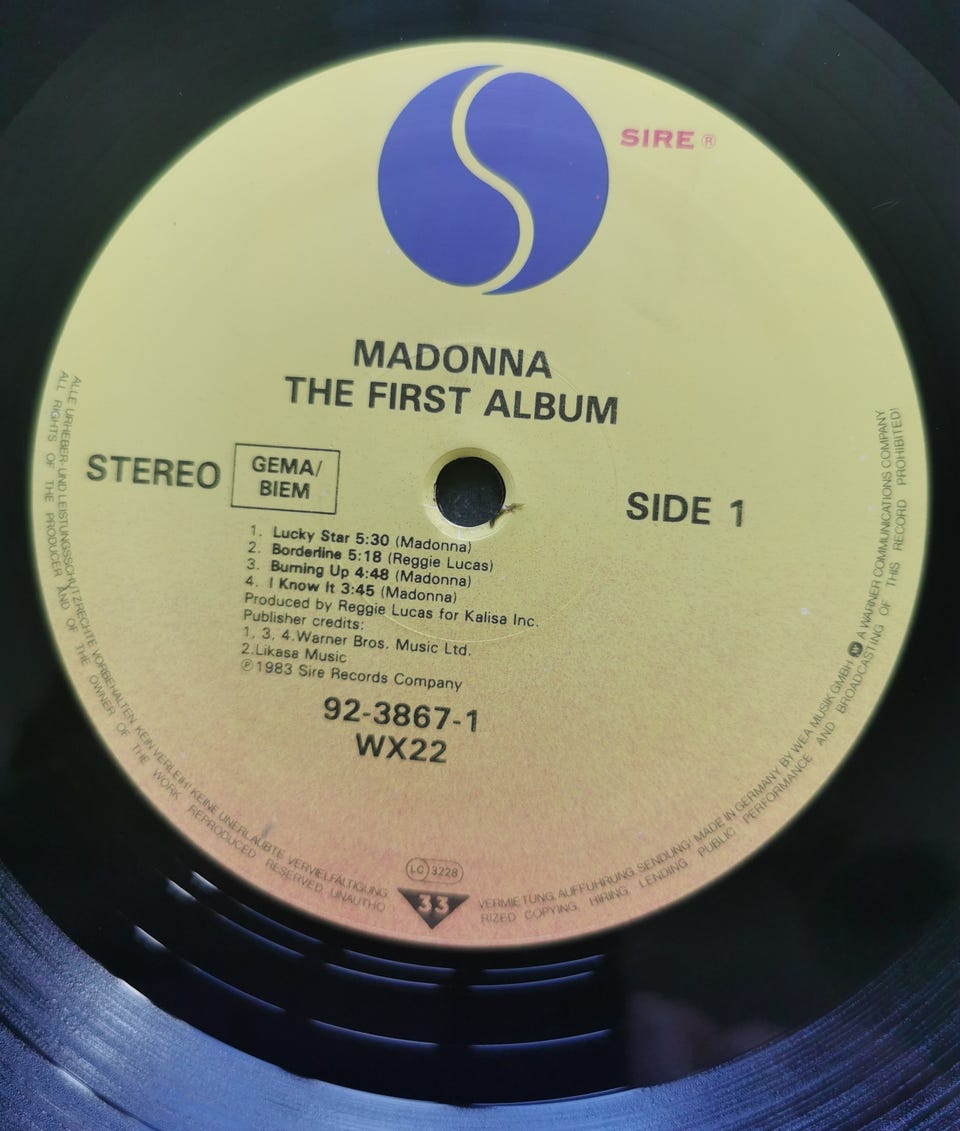 SIRE ®
MADONNA
THE FIRST ALBUM
STEREO
GEMA/
BIEM
SIDE 1
1. Lucky Star 5:30 (Madonna)
2. Borderline 5:18 (Reggie Lucas)
3. Burning Up 4:48 (Madonna)
4. I Know It 3:45 (Madonna)
Produced by Reggie Lucas for Kalisa Inc.
Publisher credits:
1, 3, 4.Warner Bros. Music Ltd.
2.Likasa Music
℗1983 Sire Records Company
92-3867-1
WX22
LC 3228
33
ALLE URHEBER- UND LEISTUNGSSCHUTZRECHTE VORBEHALTEN KEIN VERLEIH! KEINE UNERLAUBTE VERVIELFÄLTIGUNG, VERMIETUNG, AUFFÜHRUNG, SENDUNG! MADE IN GERMANY BY WEA MUSIK GMBH A WARNER COMMUNICATIONS COMPANY
ALL RIGHTS OF THE PRODUCER AND OF THE OWNER OF THE WORK REPRODUCED RESERVED UNAUTHORIZED COPYING, HIRING, LENDING, PUBLIC PERFORMANCE AND BROADCASTING OF THIS RECORD PROHIBITED!